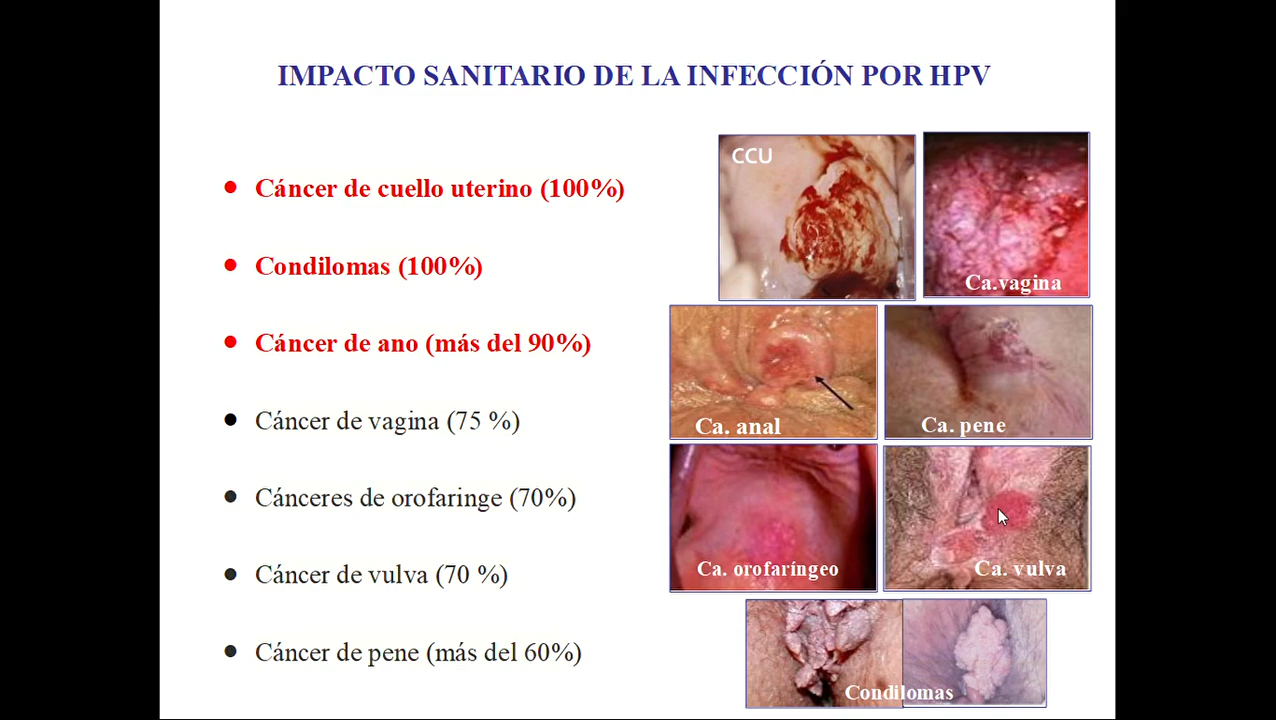 IMPACTO SANITARIO DE LA INFECCIÓN POR HPV
Cáncer de cuello uterino (100%)
Condilomas (100%)
Cáncer de ano (más del 90%)
Cáncer de vagina (75 %)
Cánceres de orofaringe (70%)
Cáncer de vulva (70 %)
Cáncer de pene (más del 60%)
CCU
Ca.vagina
Ca. anal
Ca. pene
Ca. orofaríngeo
Ca. vulva
Condilomas